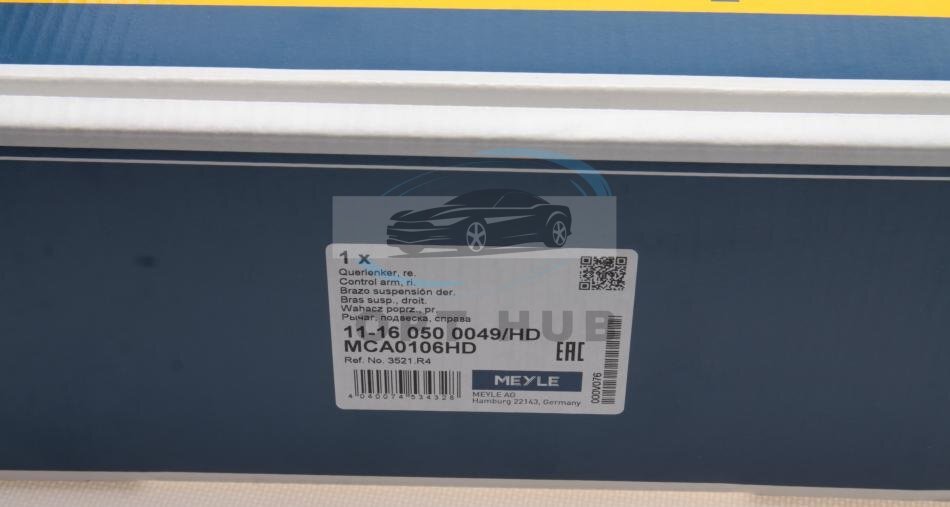 1 x
Querlenker, re.
Control arm, ri.
Brazo suspensión der.
Bras susp., droit.
Wahacz poprz., pr.
Рычаг, подвеска, справа
11-16 050 0049/HD
MCA0106HD
EAC
Ref. No. 3521.R4
MEYLE
4 040074 534328
MEYLE AG
Hamburg 22143, Germany
HUB